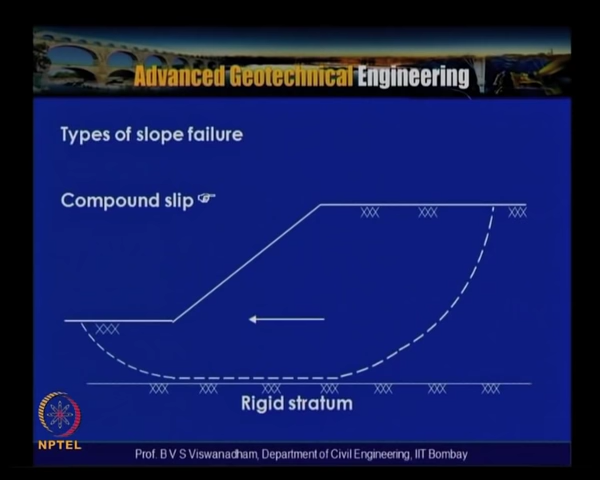 Advanced Geotechnical Engineering
Types of slope failure
Compound slip
Rigid stratum
NPTEL
Prof. B V S Viswanadham, Department of Civil Engineering, IIT Bombay